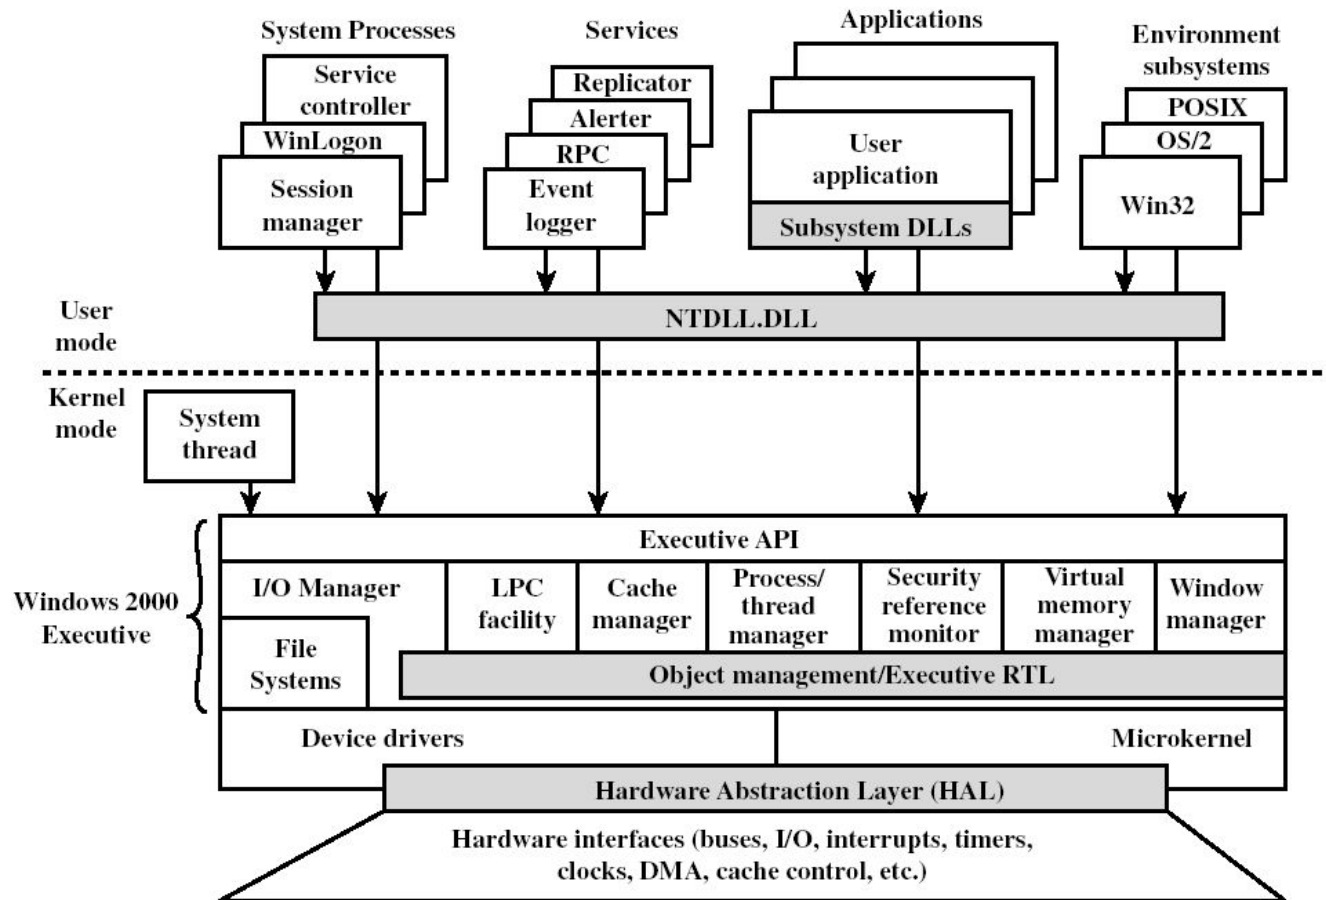 System Processes
Service
controller
WinLogon
Session
manager
Services
Replicator
Alerter
RPC
Event
logger
Applications
User
application
Subsystem DLLs
Environment
subsystems
POSIX
OS/2
Win32
User
mode
NTDLL.DLL
Kernel
mode
System
thread
Windows 2000
Executive
Executive API
I/O Manager
File
Systems
LPC
facility
Cache
manager
Process/
thread
manager
Security
reference
monitor
Virtual
memory
manager
Window
manager
Object management/Executive RTL
Device drivers
Microkernel
Hardware Abstraction Layer (HAL)
Hardware interfaces (buses, I/O, interrupts, timers,
clocks, DMA, cache control, etc.)